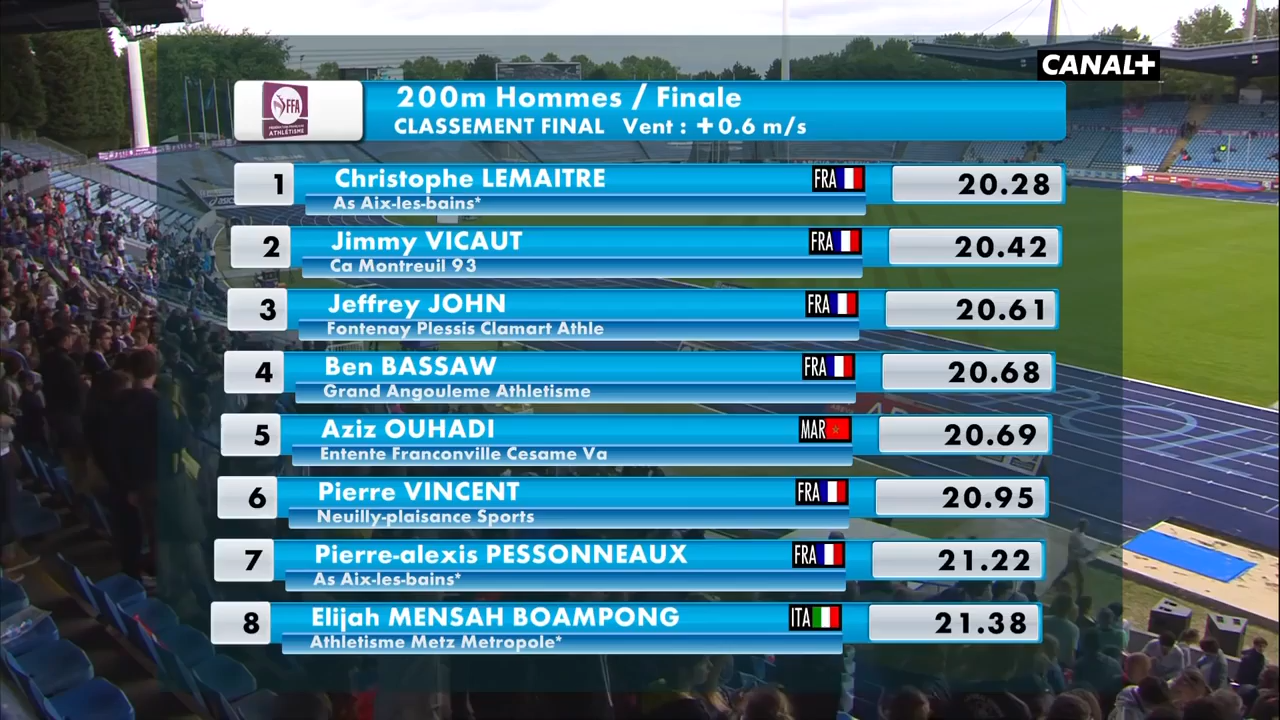 CANAL+
FFA
FÉDÉRATION FRANÇAISE
ATHLÉTISME
200m Hommes / Finale
CLASSEMENT FINAL Vent : +0.6 m/s
1 Christophe LEMAITRE FRA 20.28
As Aix-les-bains*
2 Jimmy VICAUT FRA 20.42
Ca Montreuil 93
3 Jeffrey JOHN FRA 20.61
Fontenay Plessis Clamart Athle
4 Ben BASSAW FRA 20.68
Grand Angouleme Athletisme
5 Aziz OUHADI MAR 20.69
Entente Franconville Cesame Va
6 Pierre VINCENT FRA 20.95
Neuilly-plaisance Sports
7 Pierre-alexis PESSONNEAUX FRA 21.22
As Aix-les-bains*
8 Elijah MENSAH BOAMPONG ITA 21.38
Athletisme Metz Metropole*